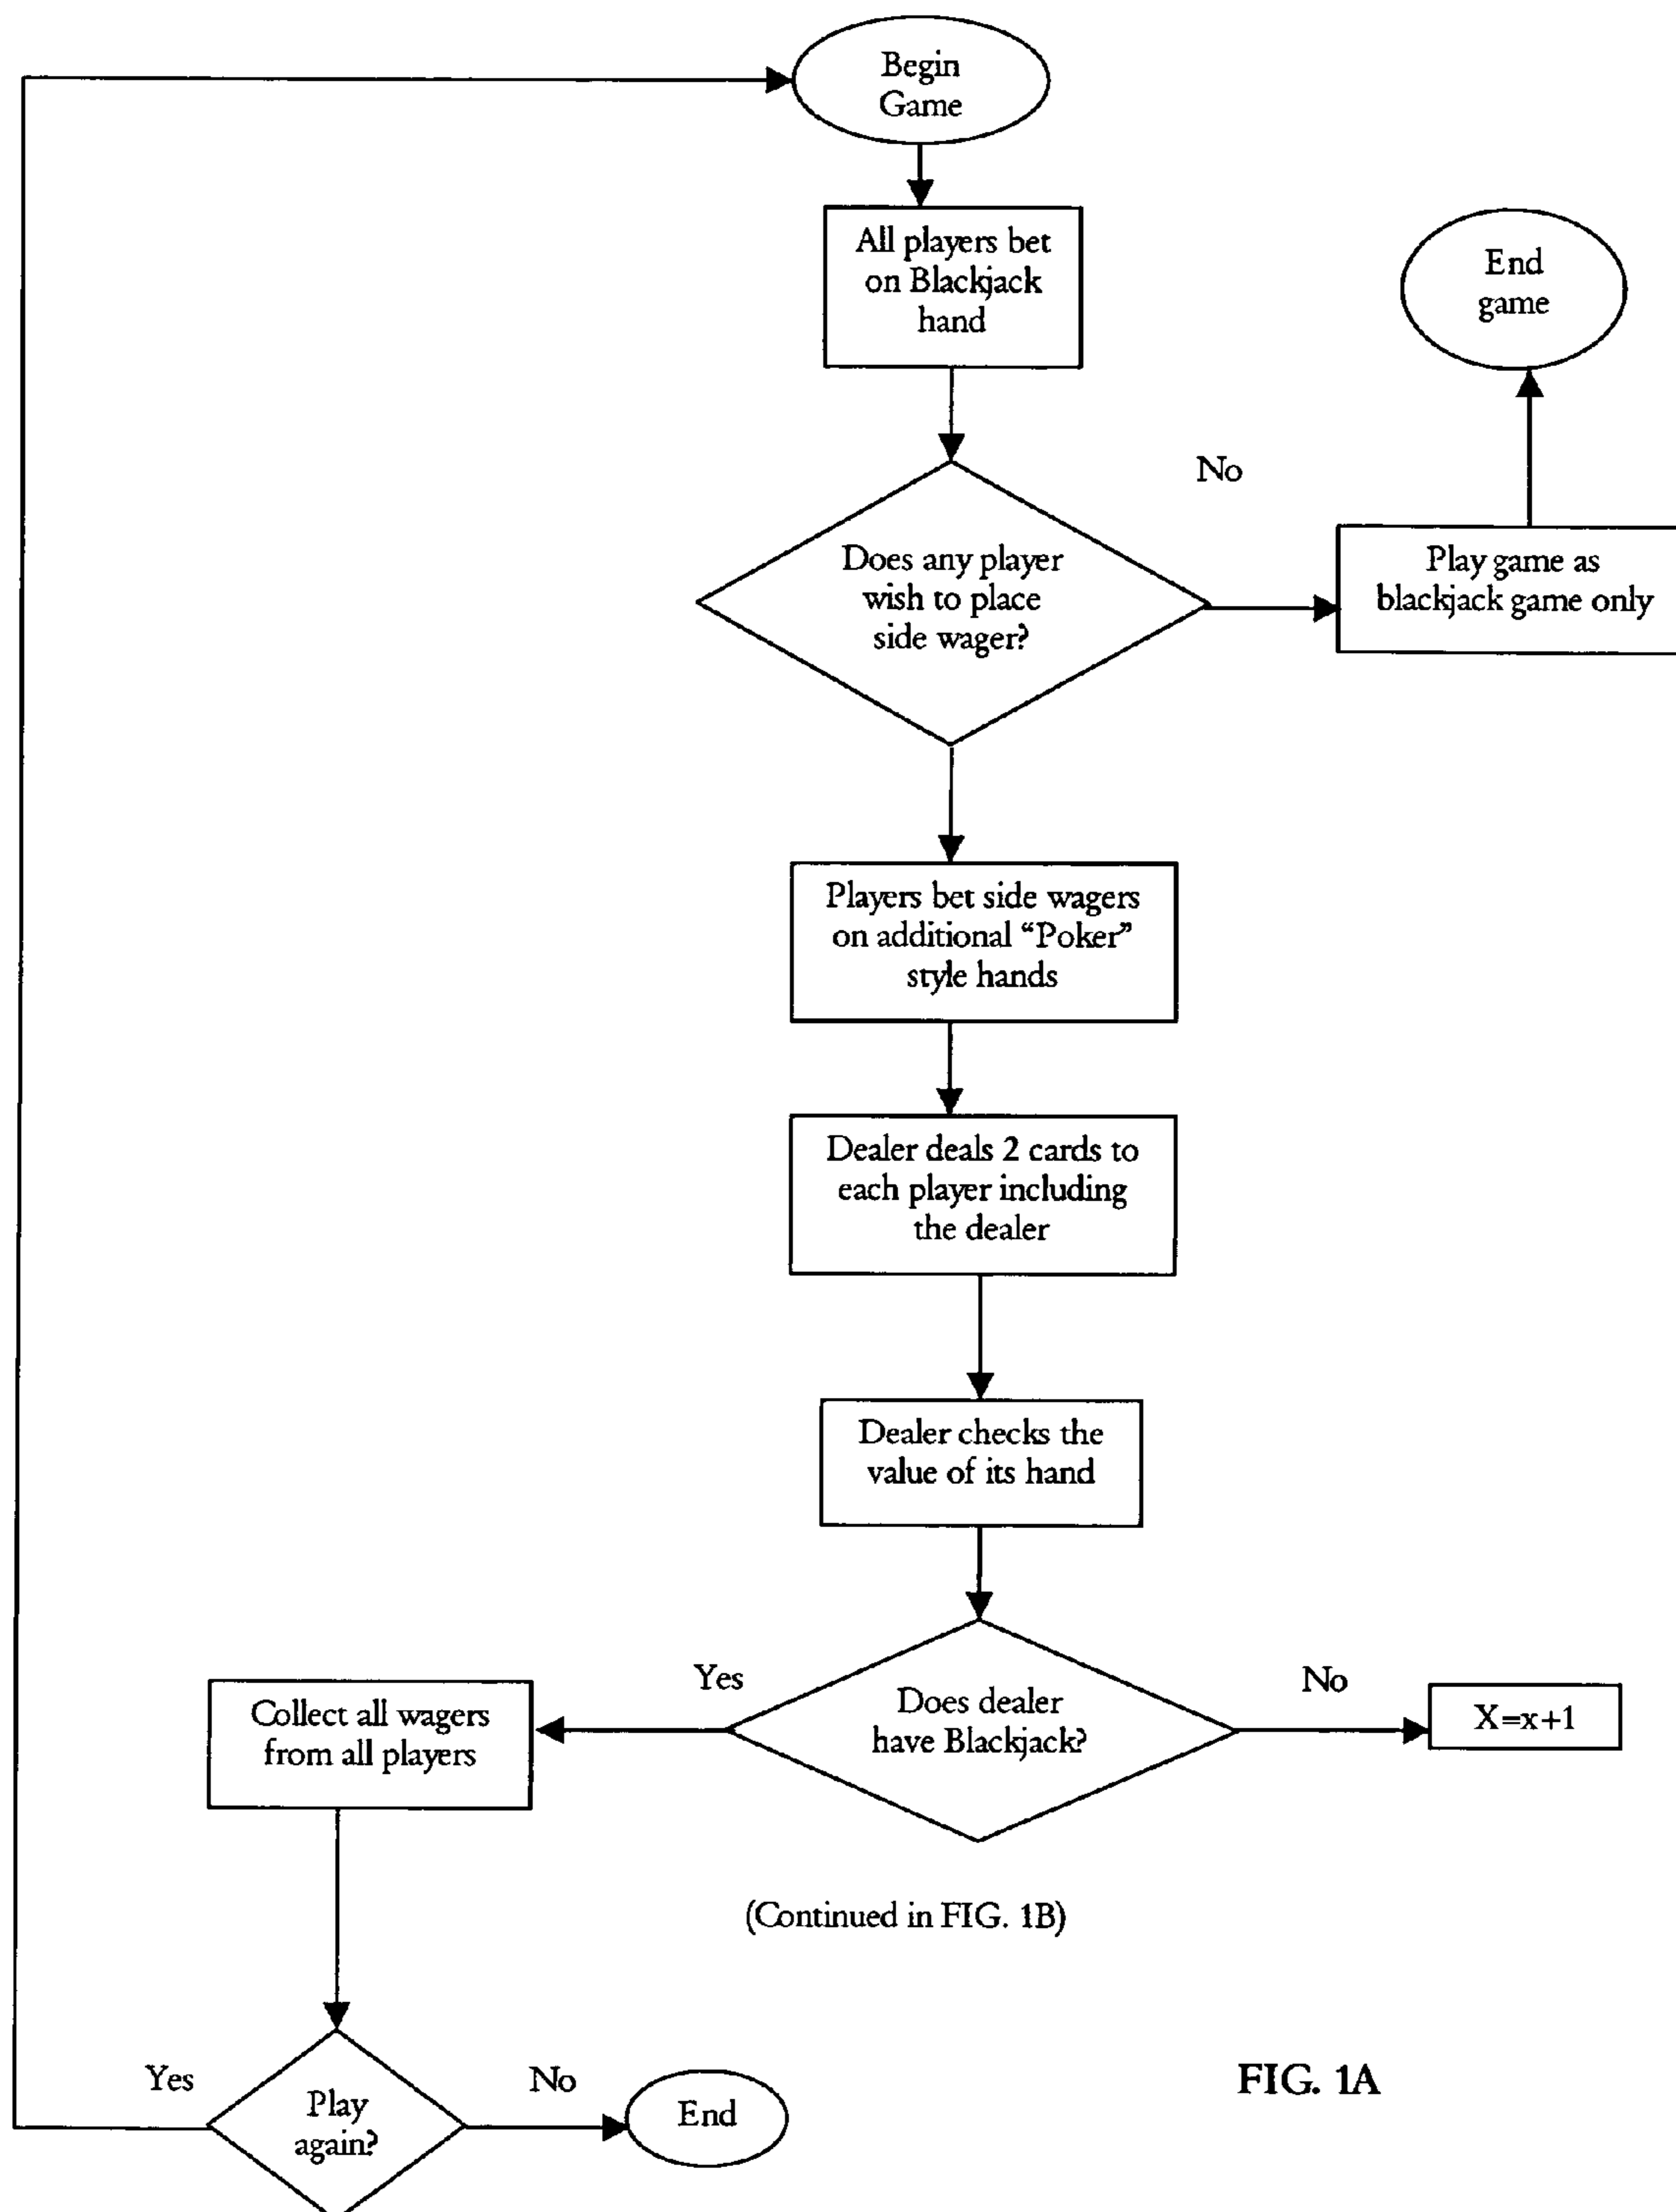 Begin
Game
All players bet
on Blackjack
hand
End
game
No
Does any player
wish to place
side wager?
Play game as
blackjack game only
Players bet side wagers
on additional “Poker”
style hands
Dealer deals 2 cards to
each player including
the dealer
Dealer checks the
value of its hand
Yes
Does dealer
have Blackjack?
No
X=x+1
Collect all wagers
from all players
(Continued in FIG. 1B)
Yes
Play
again?
No
End
FIG. 1A